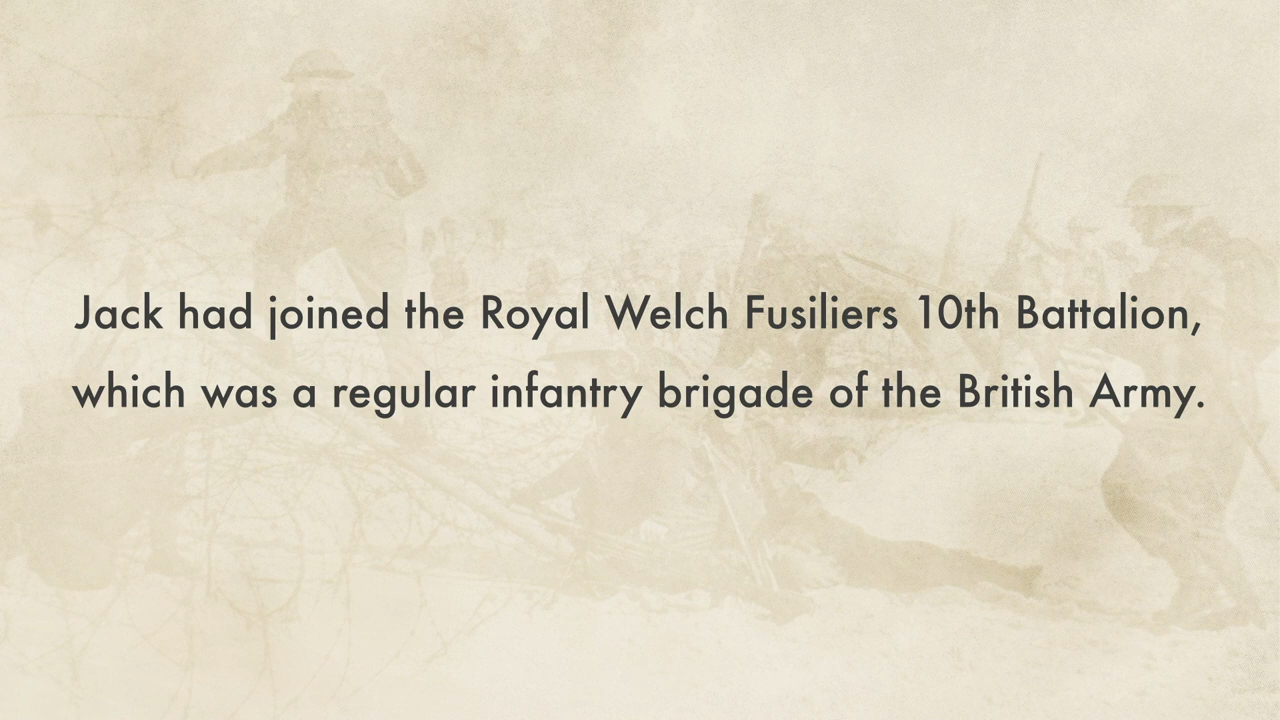 Jack had joined the Royal Welch Fusiliers 10th Battalion,
which was a regular infantry brigade of the British Army.